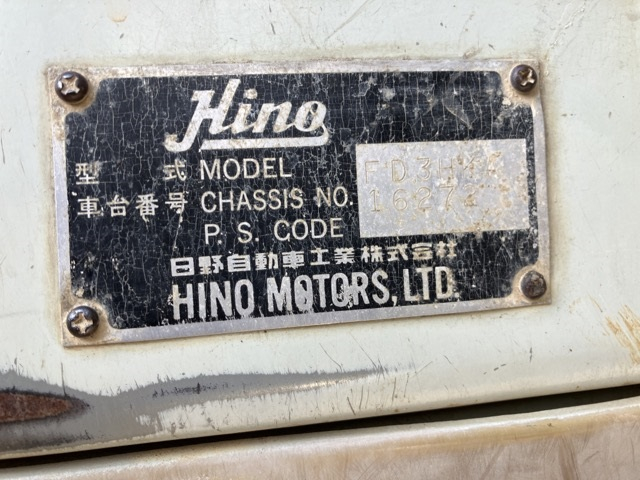 Hino
型 式 MODEL
車台番号 CHASSIS NO. 16272
P. S. CODE
日野自動車工業株式会社
HINO MOTORS, LTD.